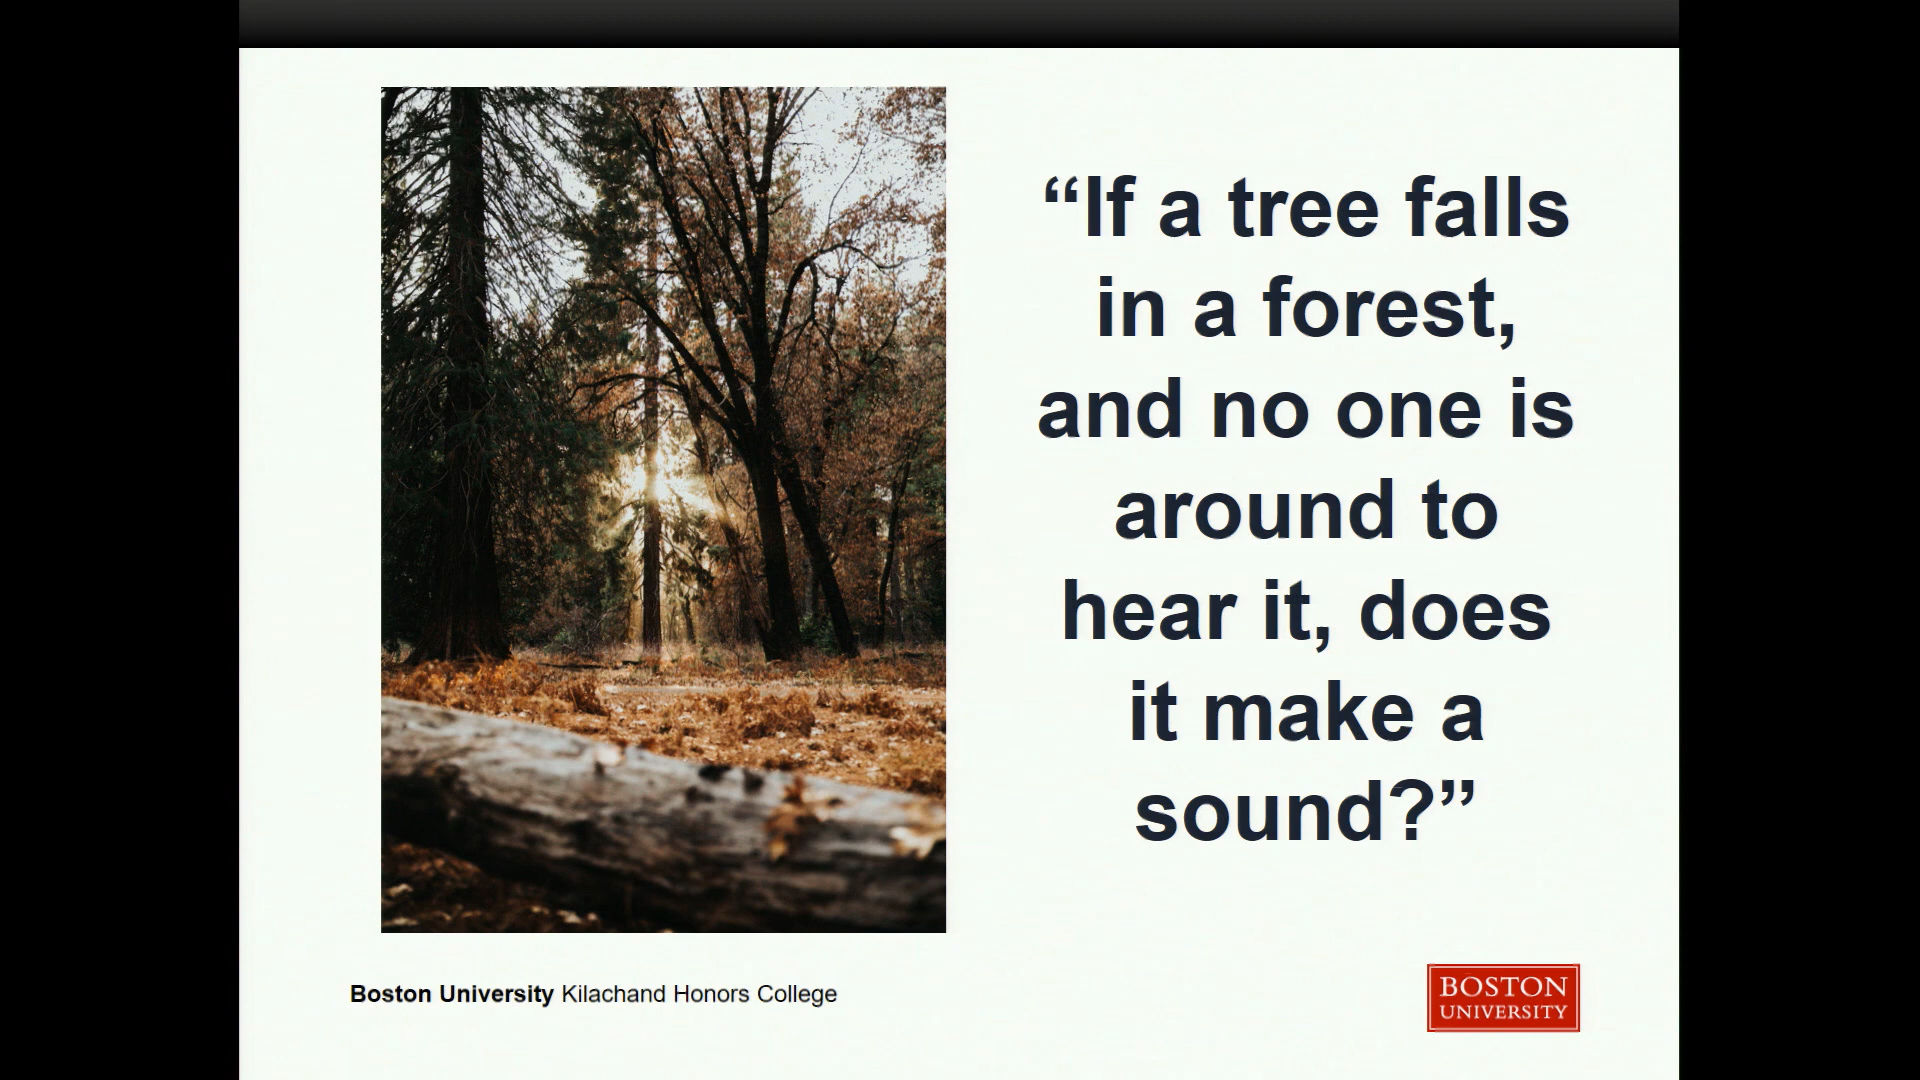 “If a tree falls
in a forest,
and no one is
around to
hear it, does
it make a
sound?”
Boston University Kilachand Honors College
BOSTON
UNIVERSITY